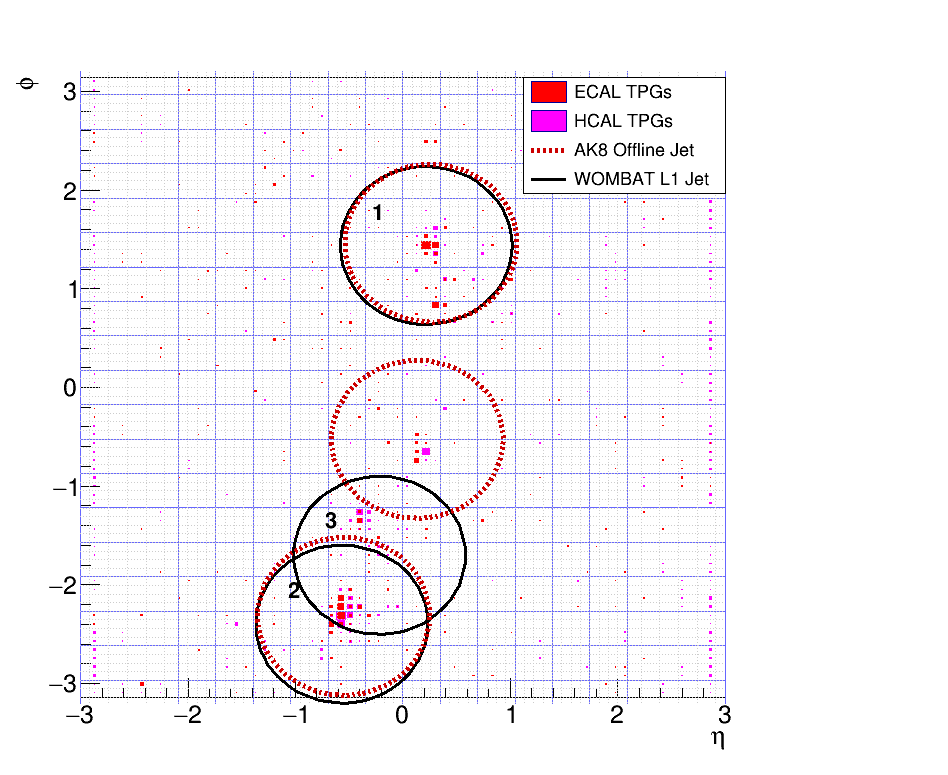 ϕ
3
2
1
0
−1
−2
−3
ECAL TPGs
HCAL TPGs
AK8 Offline Jet
WOMBAT L1 Jet
1
3
2
−3 −2 −1 0 1 2 3
η